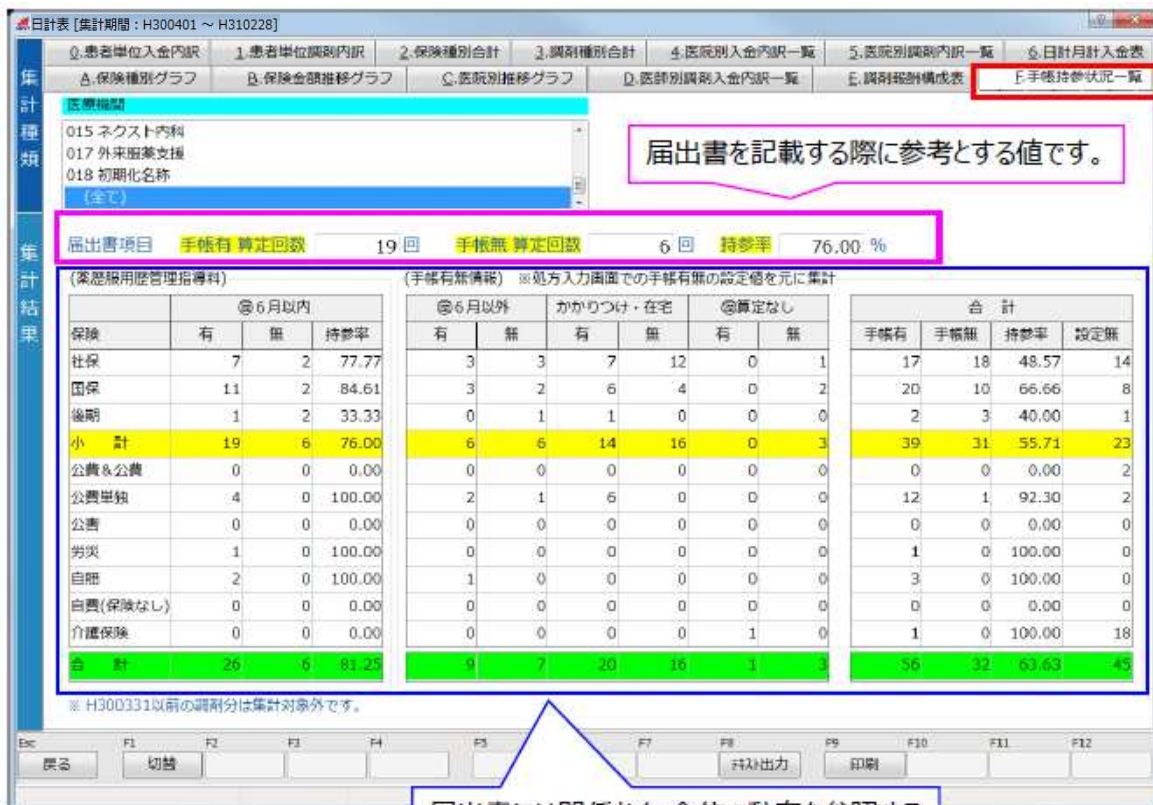 日計表 [集計期間：H300401 ～ H310228]
0.患者単位入金内訳 1.患者単位調剤内訳 2.保険種別合計 3.調剤種別合計 4.医院別入金内訳一覧 5.医院別調剤内訳一覧 6.日計月計入金表
A.保険種別グラフ B.保険金額推移グラフ C.医院別推移グラフ D.医師別調剤入金内訳一覧 E.調剤報酬構成表 F.手帳持参状況一覧
集計種類
医療機関
015 ネクスト内科
017 外来服薬支援
018 初期化名称
(全て)
届出書を記載する際に参考とする値です。
集計結果
届出書項目 手帳有 算定回数 19 回 手帳無 算定回数 6 回 持参率 76.00 %
(薬歴服用歴管理指導料) (手帳有無情報) ※処方入力画面での手帳有無の設定値を元に集計
㊮6月以内 ㊮6月以外 かかりつけ・在宅 ㊮算定なし 合 計
保険 有 無 持参率 有 無 有 無 有 無 手帳有 手帳無 持参率 設定無
社保 7 2 77.77 3 3 7 12 0 1 17 18 48.57 14
国保 11 2 84.61 3 2 6 4 0 2 20 10 66.66 8
後期 1 2 33.33 0 1 1 0 0 0 2 3 40.00 1
小 計 19 6 76.00 6 6 14 16 0 3 39 31 55.71 23
公費&公費 0 0 0.00 0 0 0 0 0 0 0 0 0.00 2
公費単独 4 0 100.00 2 1 6 0 0 0 12 1 92.30 2
公害 0 0 0.00 0 0 0 0 0 0 0 0 0.00 0
労災 1 0 100.00 0 0 0 0 0 0 1 0 100.00 0
自賠 2 0 100.00 1 0 0 0 0 0 3 0 100.00 0
自費(保険なし) 0 0 0.00 0 0 0 0 0 0 0 0 0.00 0
介護保険 0 0 0.00 0 0 0 0 1 0 1 0 100.00 18
合 計 26 6 81.25 9 7 20 16 1 3 56 32 63.63 45
※ H300331以前の調剤分は集計対象外です。
Esc F1 F2 F3 F4 F5 F7 F8 F9 F10 F11 F12
戻る 切替 ﾃｷｽﾄ出力 印刷